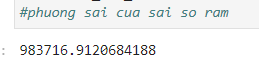 #phuong sai cua sai so ram
: 983716.9120684188